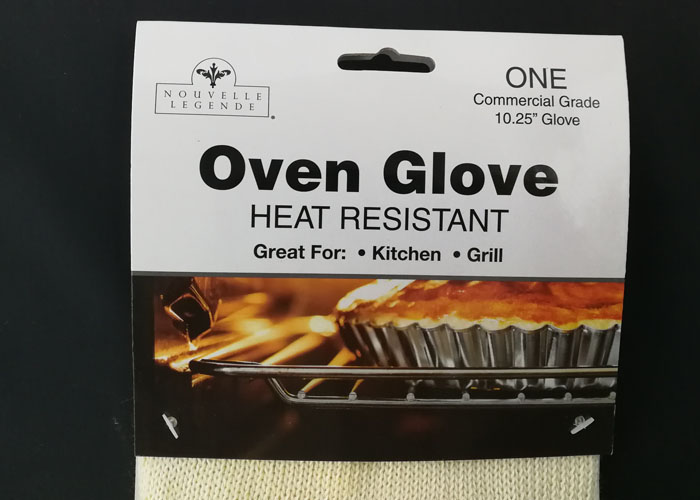 NOUVELLE
LEGENDE
ONE
Commercial Grade
10.25" Glove
Oven Glove
HEAT RESISTANT
Great For: • Kitchen • Grill